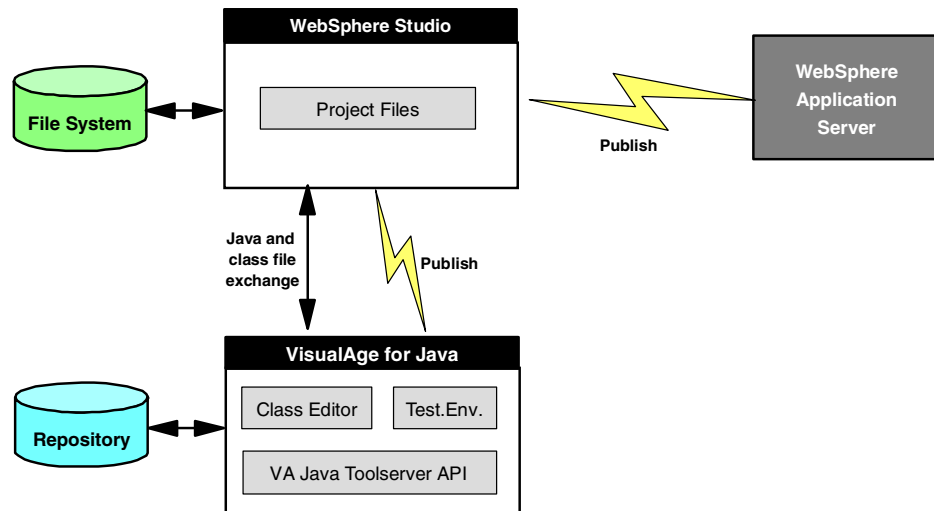 WebSphere Studio
WebSphere
Application
Server
File System
Project Files
Publish
Java and
class file
exchange
Publish
VisualAge for Java
Class Editor
Test.Env.
Repository
VA Java Toolserver API